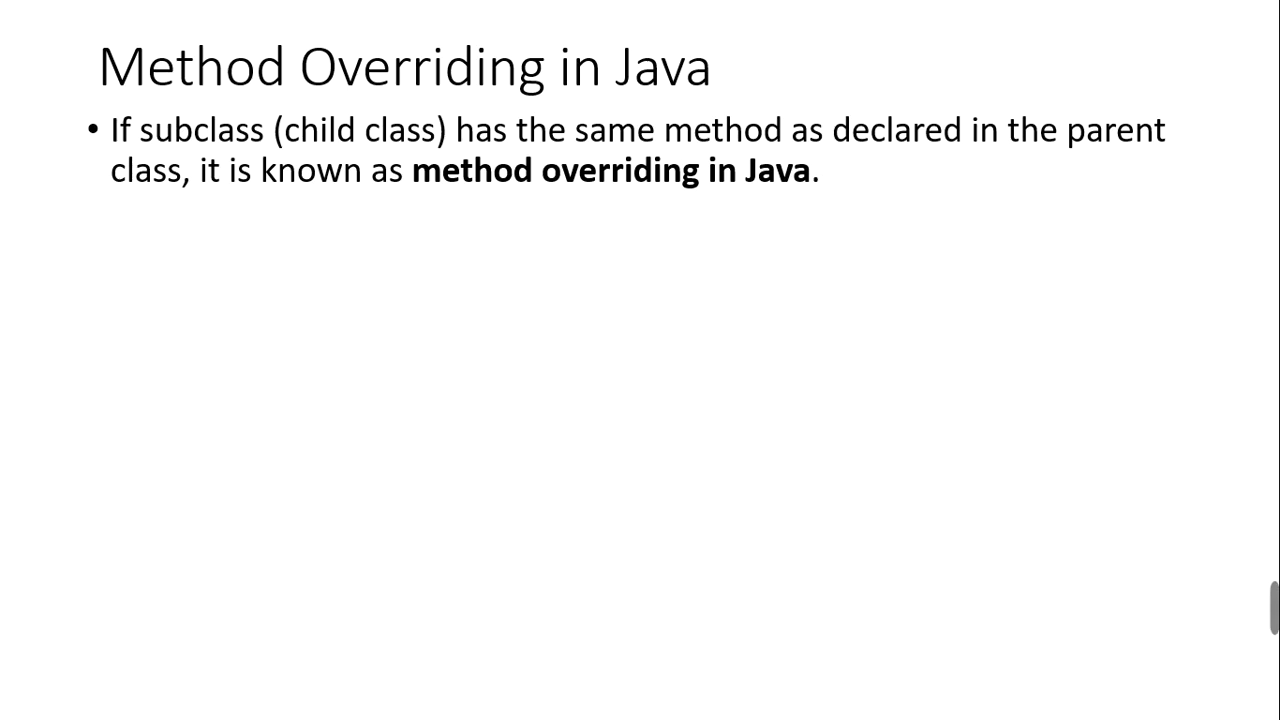 Method Overriding in Java
• If subclass (child class) has the same method as declared in the parent
class, it is known as method overriding in Java.